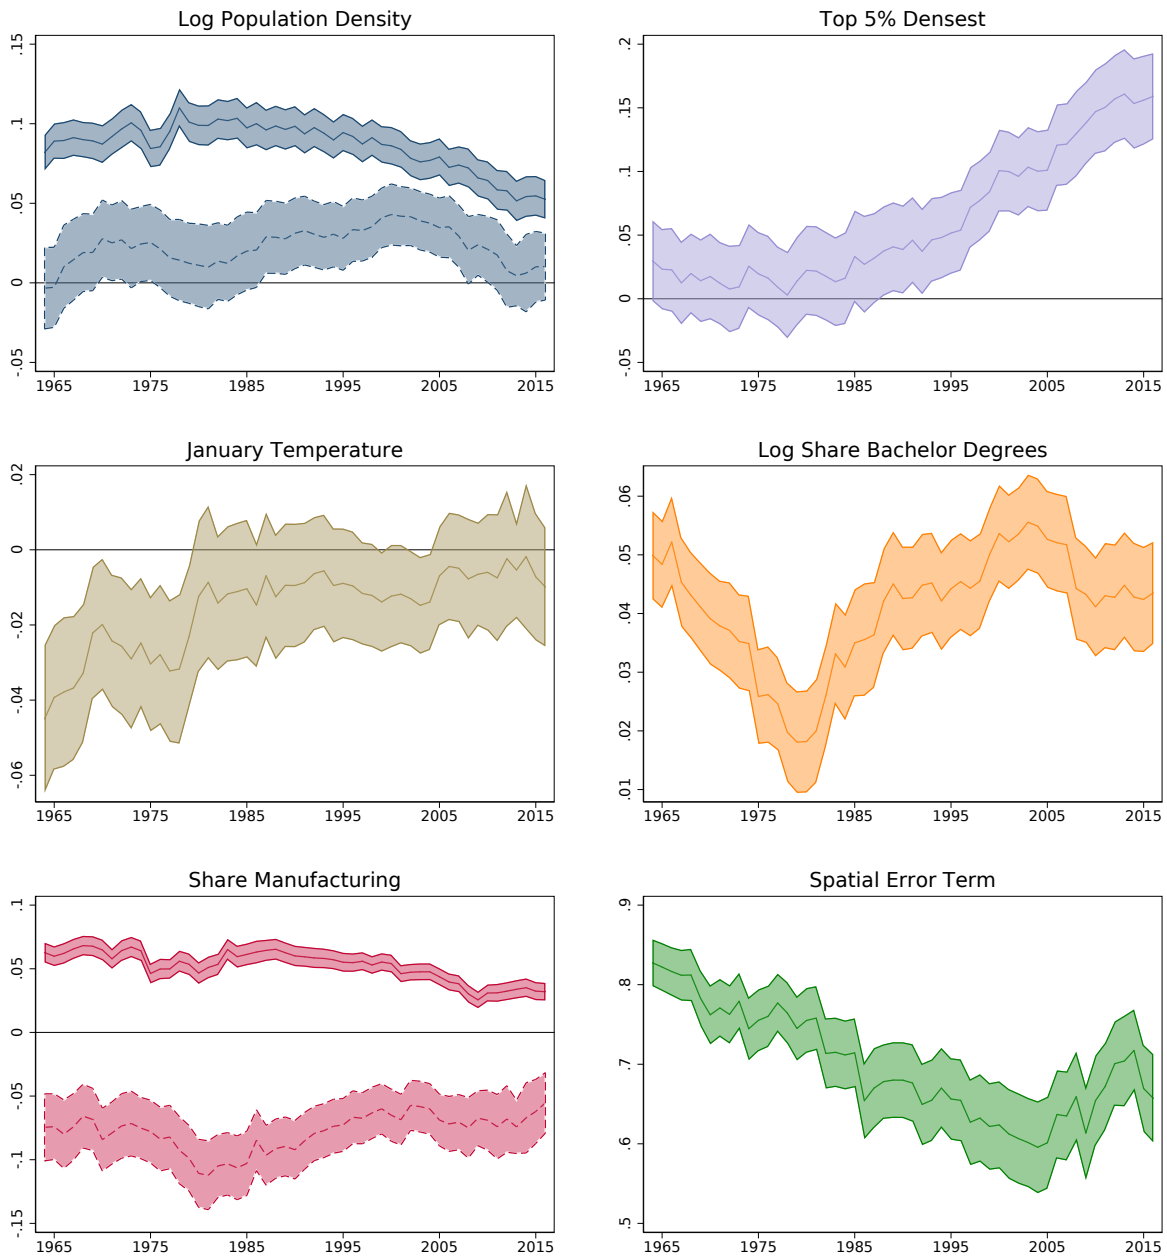 Log Population Density
.15
.1
.05
0
-.05
1965 1975 1985 1995 2005 2015
Top 5% Densest
.2
.15
.1
.05
0
-.05
1965 1975 1985 1995 2005 2015
January Temperature
.02
0
-.02
-.04
-.06
1965 1975 1985 1995 2005 2015
Log Share Bachelor Degrees
.06
.05
.04
.03
.02
.01
1965 1975 1985 1995 2005 2015
Share Manufacturing
.1
.05
0
-.05
-.1
-.15
1965 1975 1985 1995 2005 2015
Spatial Error Term
.9
.8
.7
.6
.5
1965 1975 1985 1995 2005 2015